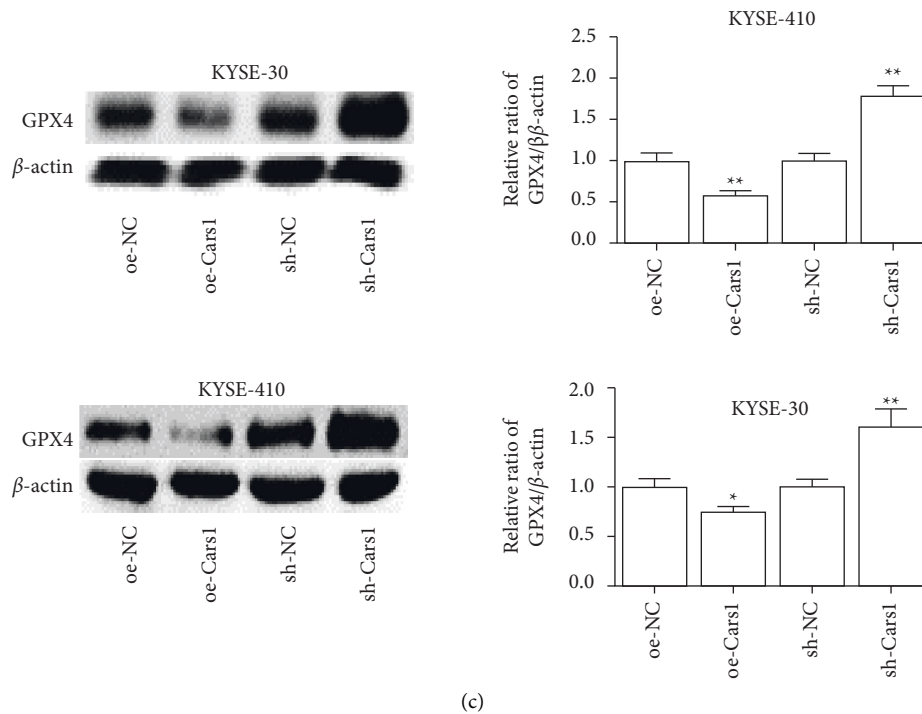 KYSE-30
GPX4
β-actin
oe-NC
oe-Cars1
sh-NC
sh-Cars1
KYSE-410
Relative ratio of
GPX4/ββ-actin
2.5
2.0
1.5
1.0
0.5
0.0
**
**
oe-NC
oe-Cars1
sh-NC
sh-Cars1
KYSE-410
GPX4
β-actin
oe-NC
oe-Cars1
sh-NC
sh-Cars1
KYSE-30
Relative ratio of
GPX4/β-actin
2.0
1.5
1.0
0.5
0.0
*
**
oe-NC
oe-Cars1
sh-NC
sh-Cars1
(c)